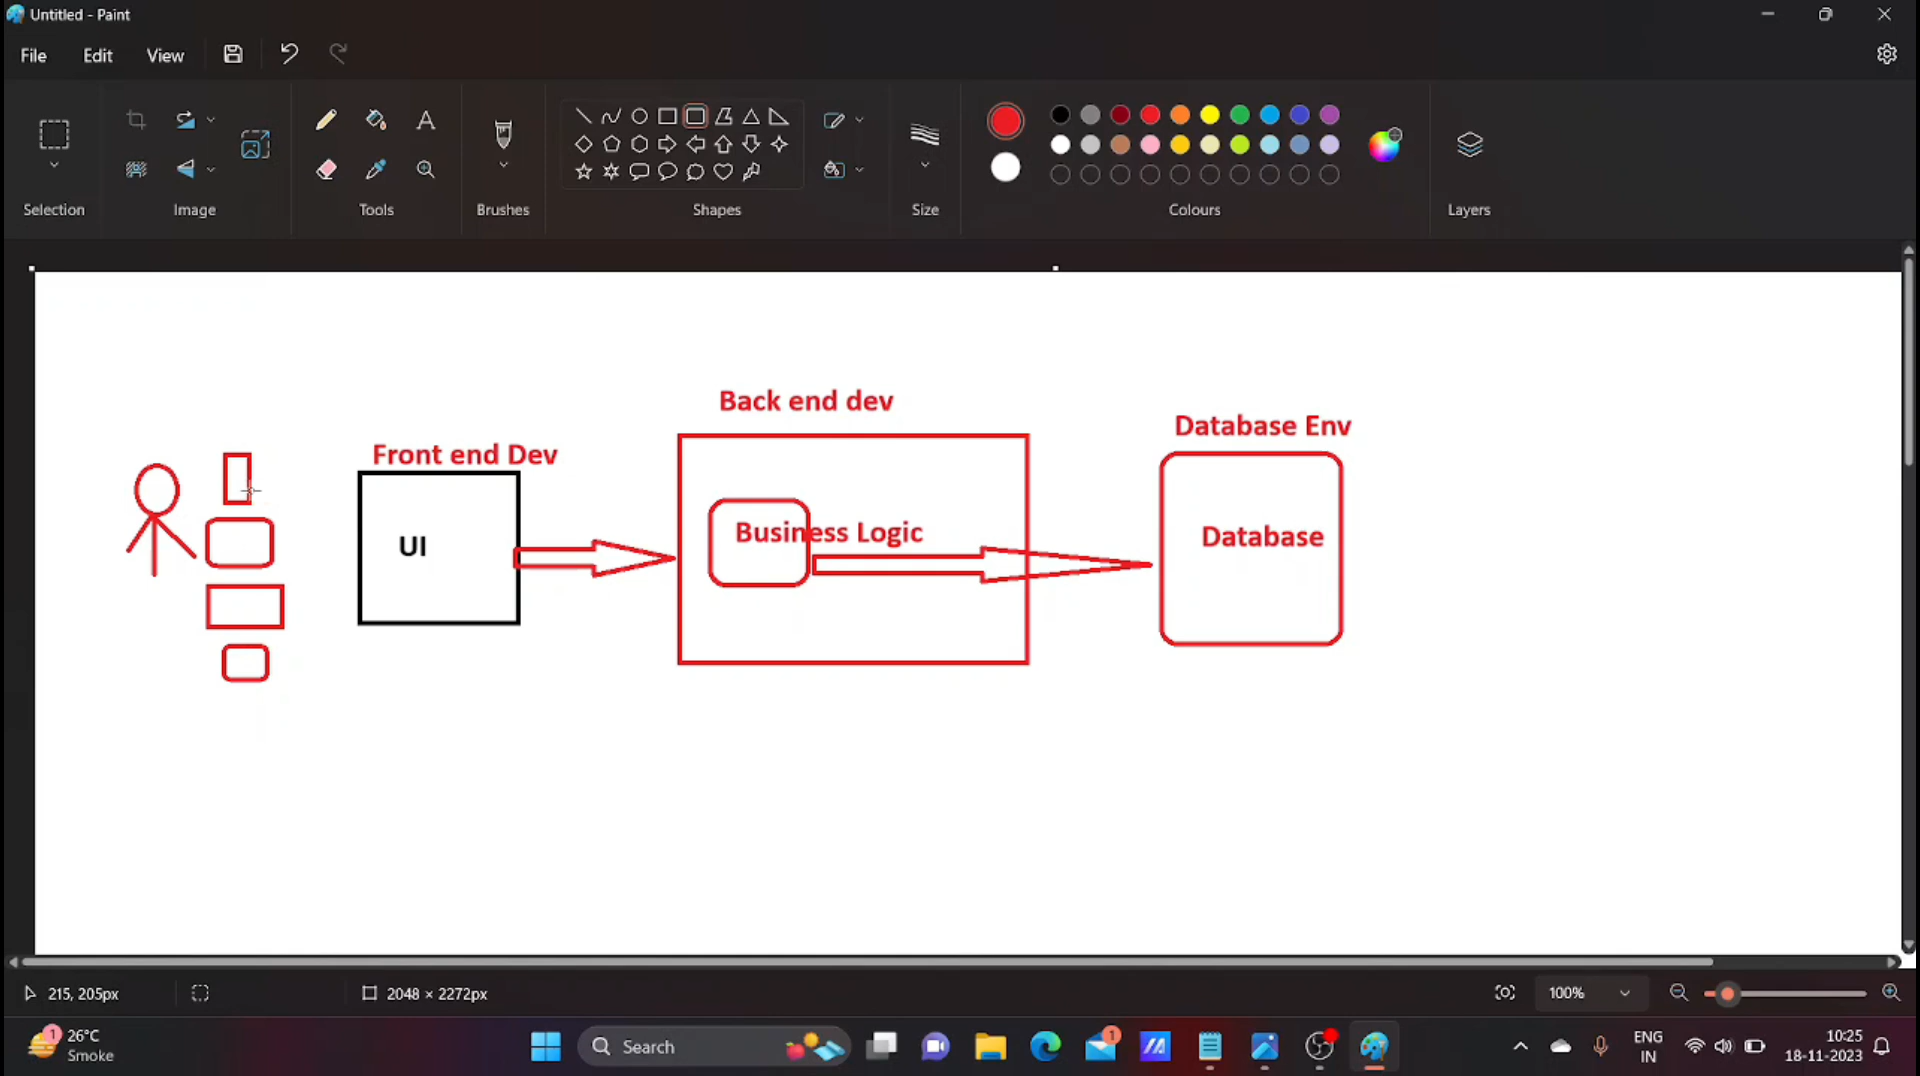 Untitled - Paint
File Edit View
Selection Image Tools Brushes Shapes Size Colours Layers
Back end dev
Database Env
Front end Dev
Business Logic
Database
UI
215, 205px
2048 × 2272px
100%
1
26°C
Smoke
Search
1
ENG
IN
10:25
18-11-2023